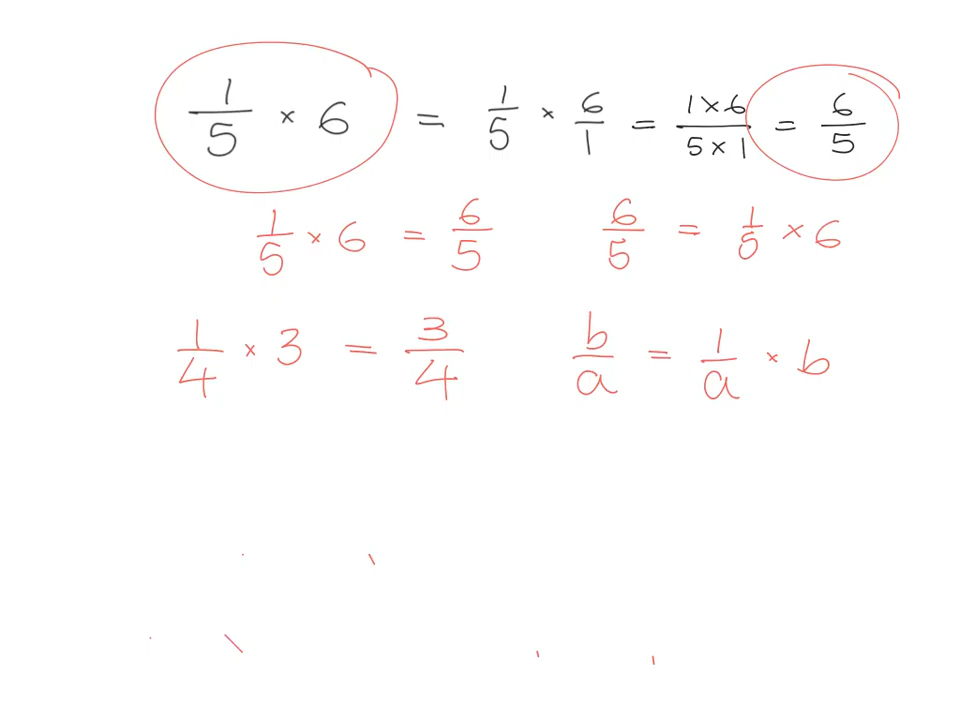 1/5 × 6 = 1/5 × 6/1 = (1×6)/(5×1) = 6/5
1/5 × 6 = 6/5 6/5 = 1/5 × 6
1/4 × 3 = 3/4 b/a = 1/a × b